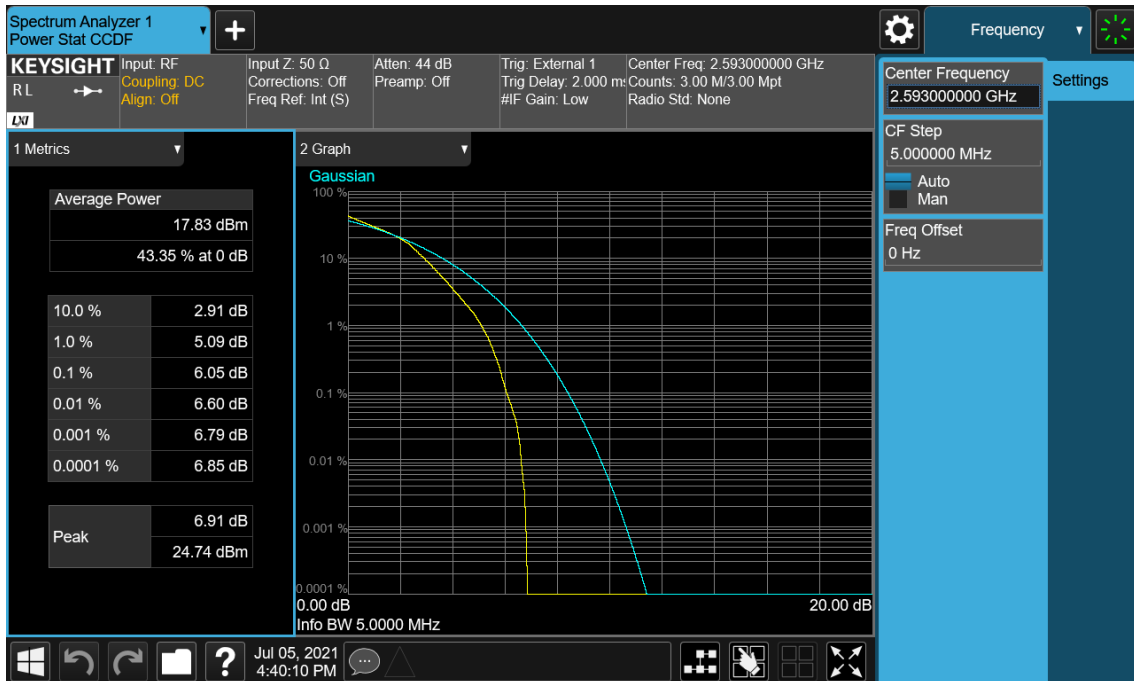 Spectrum Analyzer 1
Power Stat CCDF
Frequency
KEYSIGHT
RL
LXI
Input: RF
Coupling: DC
Align: Off
Input Z: 50 Ω
Corrections: Off
Freq Ref: Int (S)
Atten: 44 dB
Preamp: Off
Trig: External 1
Trig Delay: 2.000 ms
#IF Gain: Low
Center Freq: 2.593000000 GHz
Counts: 3.00 M/3.00 Mpt
Radio Std: None
Center Frequency
2.593000000 GHz
Settings
CF Step
5.000000 MHz
Auto
Man
Freq Offset
0 Hz
1 Metrics
Average Power
17.83 dBm
43.35 % at 0 dB
10.0 % 2.91 dB
1.0 % 5.09 dB
0.1 % 6.05 dB
0.01 % 6.60 dB
0.001 % 6.79 dB
0.0001 % 6.85 dB
Peak
6.91 dB
24.74 dBm
2 Graph
Gaussian
100 %
10 %
1 %
0.1 %
0.01 %
0.001 %
0.0001 %
0.00 dB 20.00 dB
Info BW 5.0000 MHz
?
Jul 05, 2021
4:40:10 PM